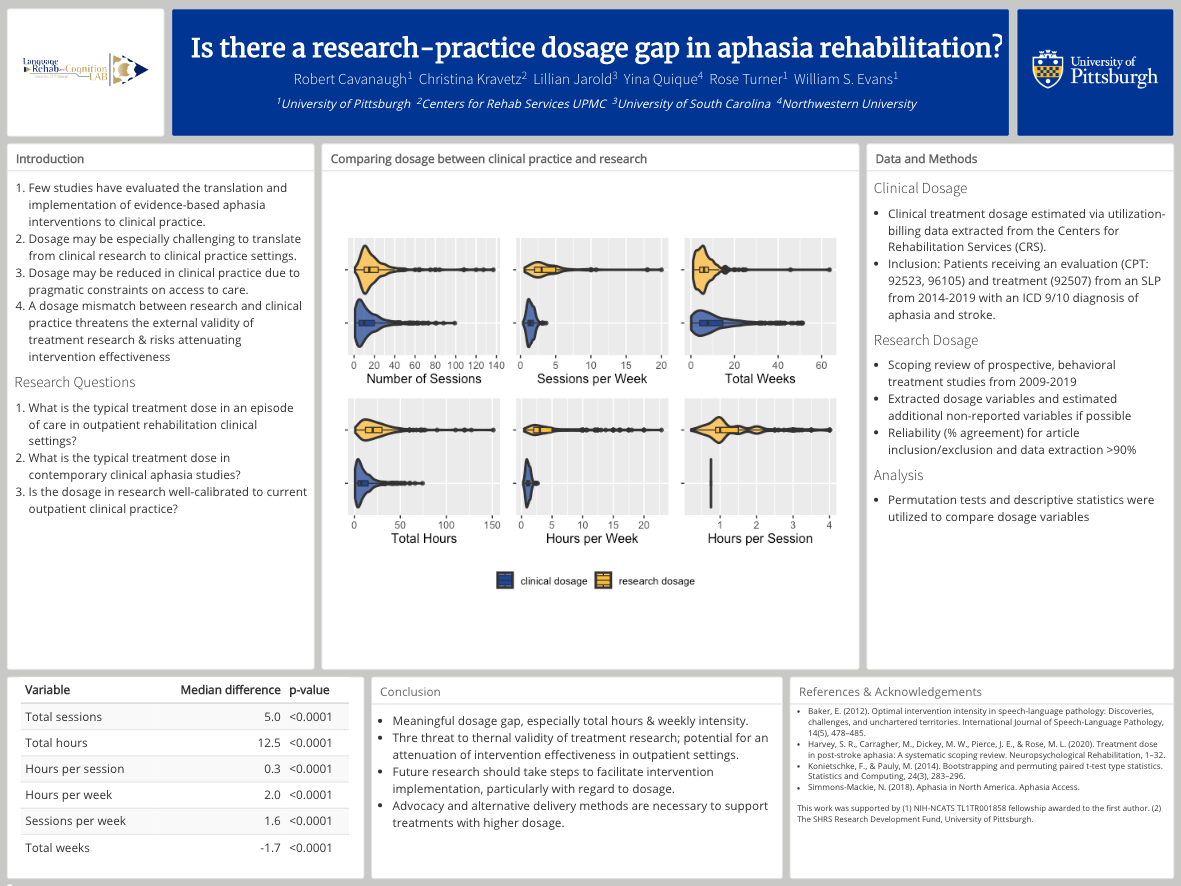 Language
Rehab and Cognition
LAB
Is there a research-practice dosage gap in aphasia rehabilitation?
Robert Cavanaugh1 Christina Kravetz2 Lillian Jarold3 Yina Quique4 Rose Turner1 William S. Evans1
1University of Pittsburgh 2Centers for Rehab Services UPMC 3University of South Carolina 4Northwestern University
University of
Pittsburgh
Introduction
1. Few studies have evaluated the translation and
implementation of evidence-based aphasia
interventions to clinical practice.
2. Dosage may be especially challenging to translate
from clinical research to clinical practice settings.
3. Dosage may be reduced in clinical practice due to
pragmatic constraints on access to care.
4. A dosage mismatch between research and clinical
practice threatens the external validity of
treatment research & risks attenuating
intervention effectiveness
Research Questions
1. What is the typical treatment dose in an episode
of care in outpatient rehabilitation clinical
settings?
2. What is the typical treatment dose in
contemporary clinical aphasia studies?
3. Is the dosage in research well-calibrated to current
outpatient clinical practice?
Comparing dosage between clinical practice and research
0 20 40 60 80 100 120 140
Number of Sessions
0 5 10 15 20
Sessions per Week
0 20 40 60
Total Weeks
0 50 100 150
Total Hours
0 5 10 15 20
Hours per Week
1 2 3 4
Hours per Session
clinical dosage research dosage
Data and Methods
Clinical Dosage
• Clinical treatment dosage estimated via utilization-
billing data extracted from the Centers for
Rehabilitation Services (CRS).
• Inclusion: Patients receiving an evaluation (CPT:
92523, 96105) and treatment (92507) from an SLP
from 2014-2019 with an ICD 9/10 diagnosis of
aphasia and stroke.
Research Dosage
• Scoping review of prospective, behavioral
treatment studies from 2009-2019
• Extracted dosage variables and estimated
additional non-reported variables if possible
• Reliability (% agreement) for article
inclusion/exclusion and data extraction >90%
Analysis
• Permutation tests and descriptive statistics were
utilized to compare dosage variables
Variable Median difference p-value
Total sessions 5.0 <0.0001
Total hours 12.5 <0.0001
Hours per session 0.3 <0.0001
Hours per week 2.0 <0.0001
Sessions per week 1.6 <0.0001
Total weeks -1.7 <0.0001
Conclusion
• Meaningful dosage gap, especially total hours & weekly intensity.
• Thre threat to thernal validity of treatment research; potential for an
attenuation of intervention effectiveness in outpatient settings.
• Future research should take steps to facilitate intervention
implementation, particularly with regard to dosage.
• Advocacy and alternative delivery methods are necessary to support
treatments with higher dosage.
References & Acknowledgements
• Baker, E. (2012). Optimal intervention intensity in speech-language pathology: Discoveries,
challenges, and unchartered territories. International Journal of Speech-Language Pathology,
14(5), 478–485.
• Harvey, S. R., Carragher, M., Dickey, M. W., Pierce, J. E., & Rose, M. L. (2020). Treatment dose
in post-stroke aphasia: A systematic scoping review. Neuropsychological Rehabilitation, 1–32.
• Konietschke, F., & Pauly, M. (2014). Bootstrapping and permuting paired t-test type statistics.
Statistics and Computing, 24(3), 283–296.
• Simmons-Mackie, N. (2018). Aphasia in North America. Aphasia Access.
This work was supported by (1) NIH-NCATS TL1TR001858 fellowship awarded to the first author. (2)
The SHRS Research Development Fund, University of Pittsburgh.